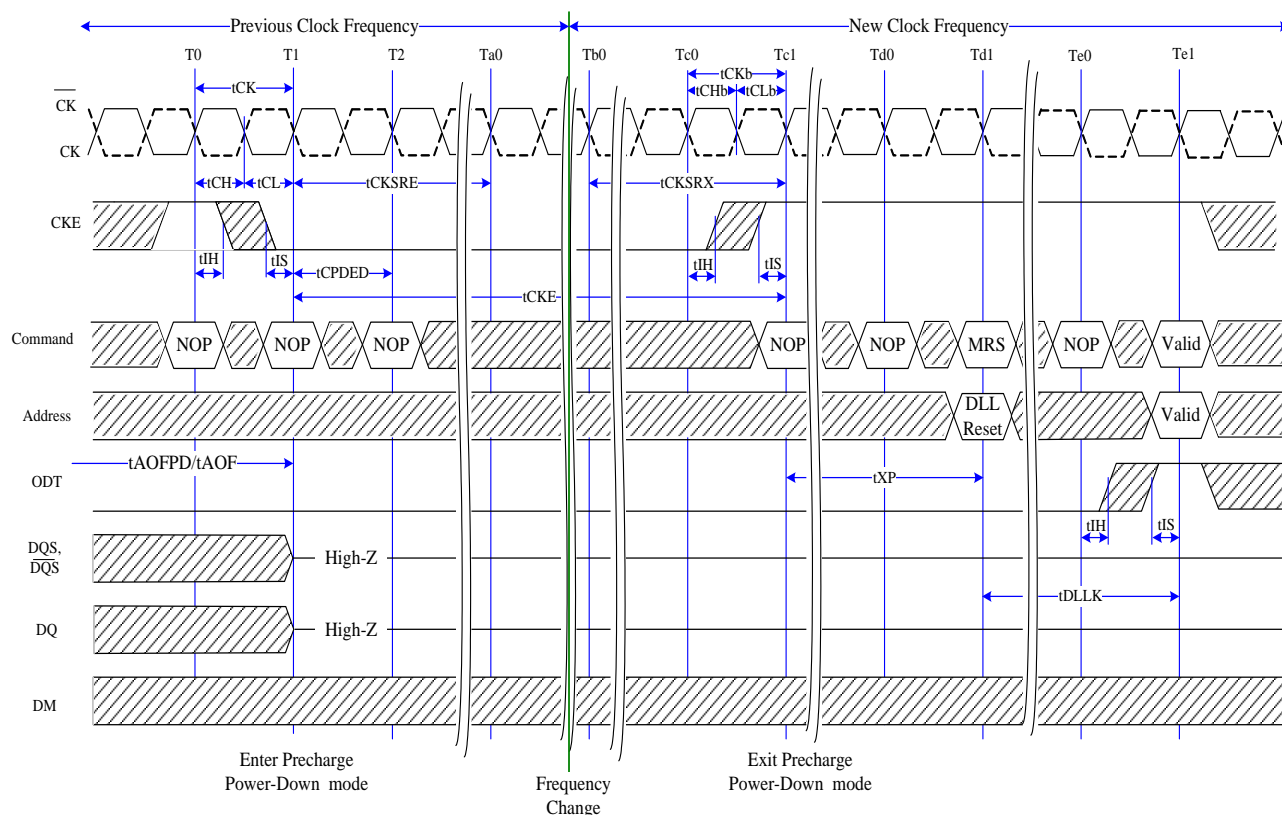 Previous Clock Frequency New Clock Frequency
T0 T1 T2 Ta0 Tb0 Tc0 Tc1 Td0 Td1 Te0 Te1
tCK tCKb
tCHb tCLb
CK
CK
tCH tCL tCKSRE tCKSRX
CKE
tIH tIS tCPDED tIH tIS
tCKE
Command NOP NOP NOP NOP NOP MRS NOP Valid
Address DLL Reset Valid
tAOFPD/tAOF
ODT tXP
tIH tIS
DQS,
DQS High-Z
tDLLK
DQ High-Z
DM
Enter Precharge
Power-Down mode
Frequency
Change
Exit Precharge
Power-Down mode